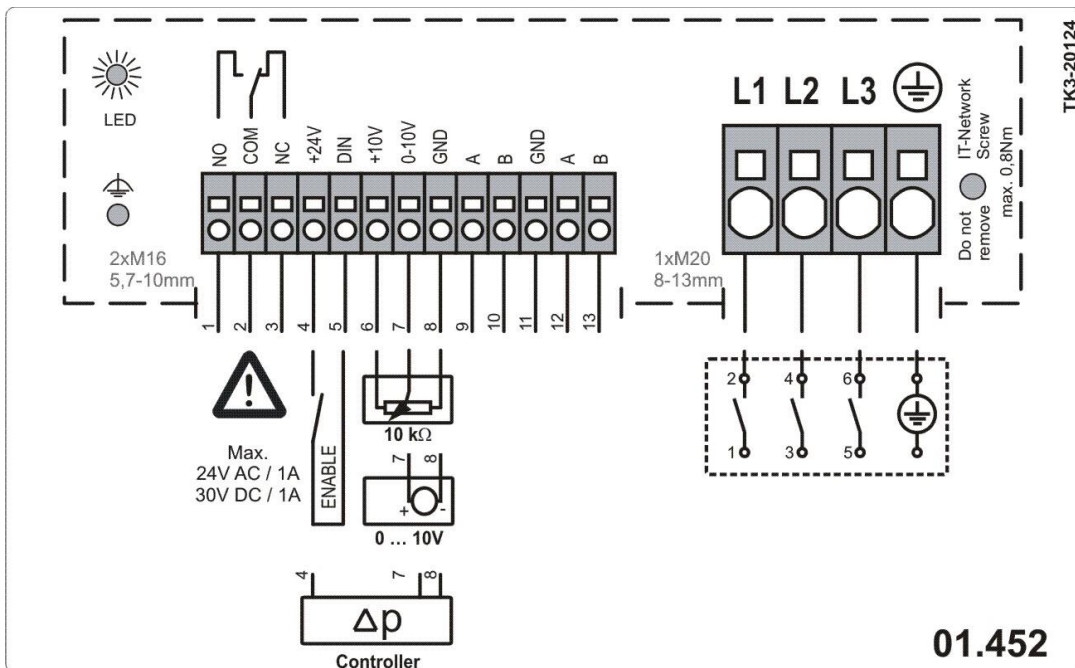 TK3-20124
LED
NO
COM
NC
+24V
DIN
+10V
0-10V
GND
A
B
GND
A
B
L1 L2 L3
IT-Network
Screw
max. 0,8Nm
Do not
remove
2xM16
5,7-10mm
1xM20
8-13mm
1 2 3 4 5 6 7 8 9 10 11 12 13
Max.
24V AC / 1A
30V DC / 1A
ENABLE
10 kΩ
7 8
+ -
0 ... 10V
4 7 8
Δp
Controller
2 4 6
1 3 5
01.452